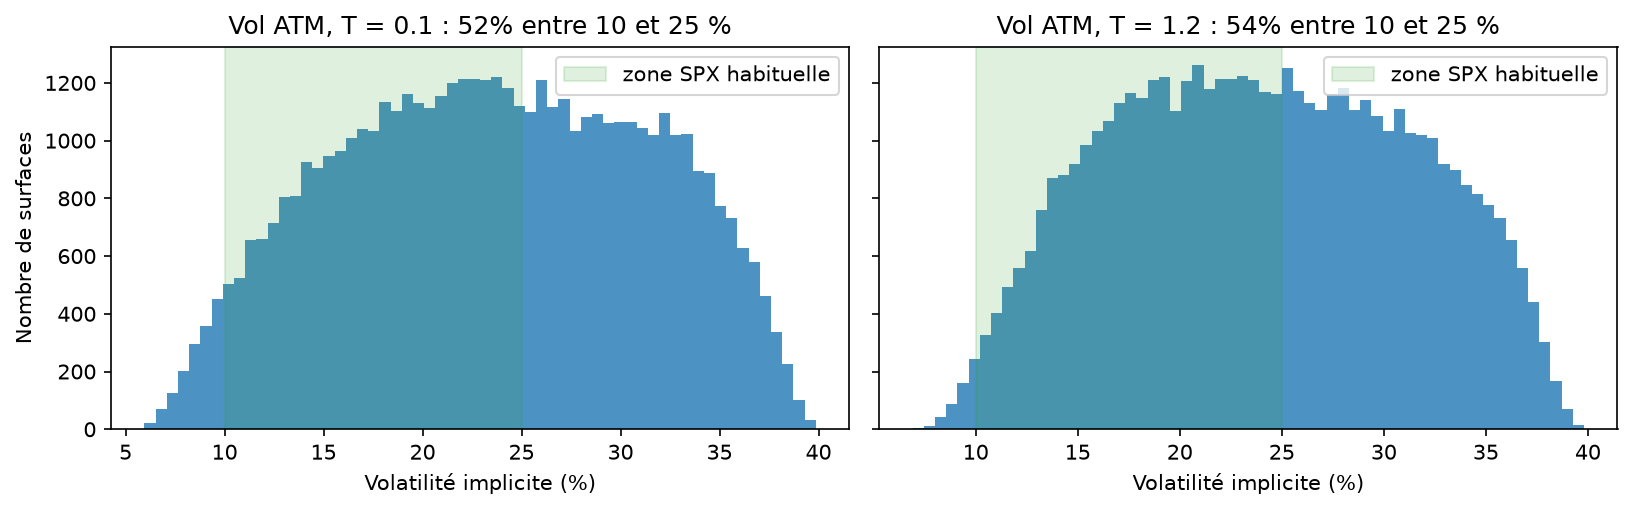 Vol ATM, T = 0.1 : 52% entre 10 et 25 %
zone SPX habituelle
Nombre de surfaces
1200
1000
800
600
400
200
0
5 10 15 20 25 30 35 40
Volatilité implicite (%)
Vol ATM, T = 1.2 : 54% entre 10 et 25 %
zone SPX habituelle
10 15 20 25 30 35 40
Volatilité implicite (%)